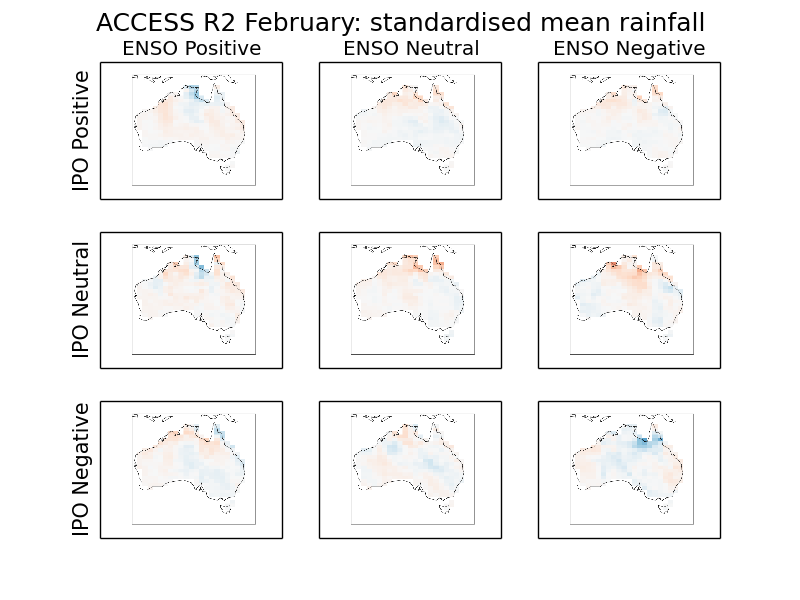 ACCESS R2 February: standardised mean rainfall
ENSO Positive ENSO Neutral ENSO Negative
IPO Positive
IPO Neutral
IPO Negative